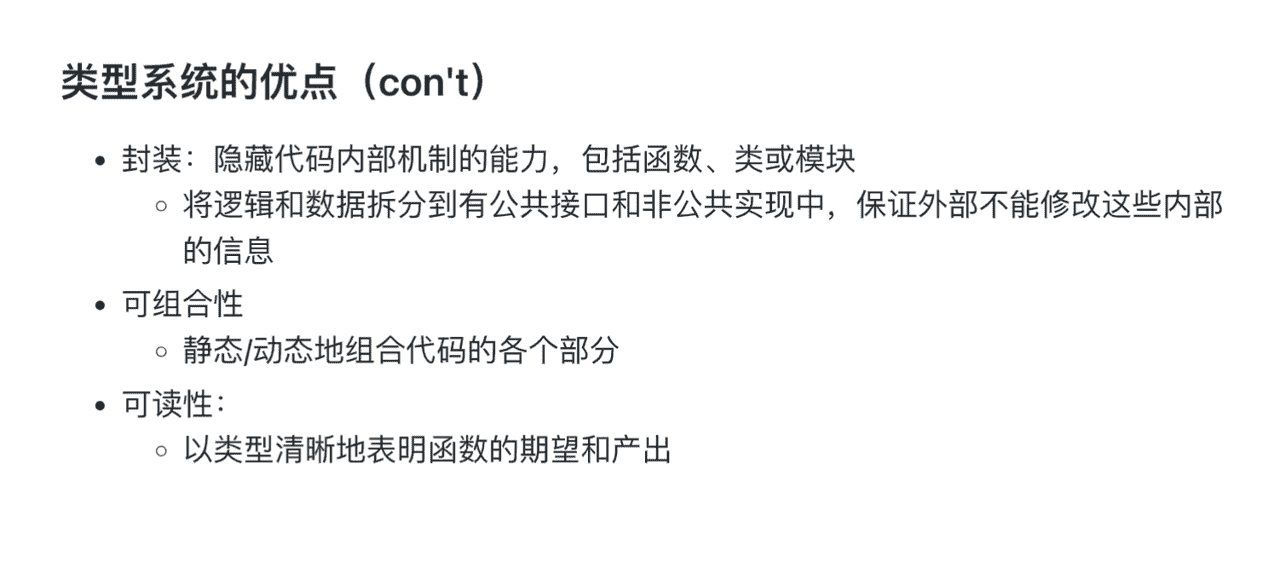 类型系统的优点（con't）
• 封装：隐藏代码内部机制的能力，包括函数、类或模块
◦ 将逻辑和数据拆分到有公共接口和非公共实现中，保证外部不能修改这些内部
的信息
• 可组合性
◦ 静态/动态地组合代码的各个部分
• 可读性：
◦ 以类型清晰地表明函数的期望和产出